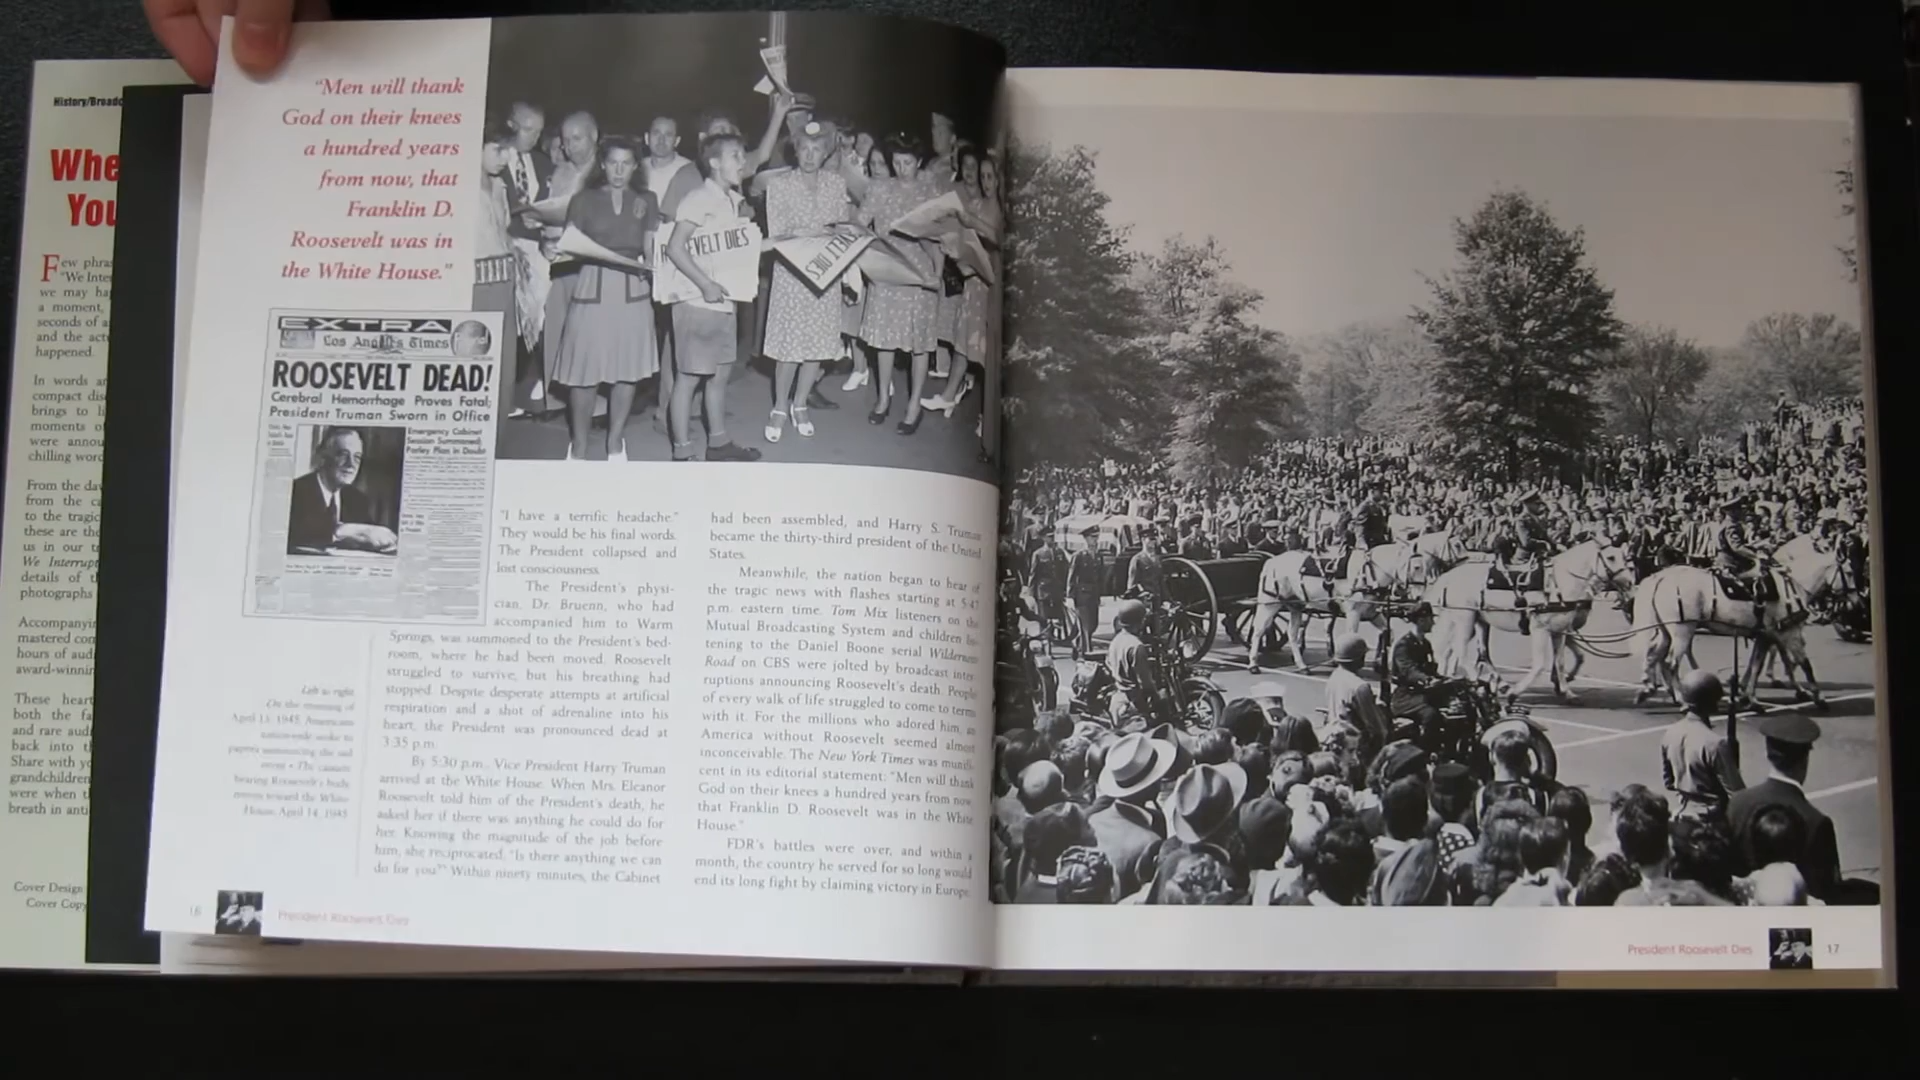 History/Broadc
Whe
You
Few phras
"We Inter
we may ha
a moment,
seconds of a
and the act
happened.
In words an
compact dis
brings to li
moments o
were annou
chilling word
From the day
from the ca
to the tragic
these are the
us in our tr
We Interrupt
details of t
photographs
Accompanyin
mastered con
hours of aud
award-winnin
These heart
both the fa
and rare aud
back into t
Share with yo
grandchildren
were when t
breath in anti
Cover Design
Cover Copy
"Men will thank
God on their knees
a hundred years
from now, that
Franklin D.
Roosevelt was in
the White House."
EVELT DIES
VELT DIES
EXTRA
Los Angeles Times
ROOSEVELT DEAD!
Cerebral Hemorrhage Proves Fatal;
President Truman Sworn in Office
Emergency Cabinet
Session Summoned;
Parley Plan in Doubt
Left to right,
On the morning of
April 13, 1945, Americans
nation-wide awoke to
papers announcing the sad
news • The caisson
bearing Roosevelt's body
moves toward the White
House, April 14, 1945.
"I have a terrific headache."
They would be his final words.
The President collapsed and
lost consciousness.
The President's physi-
cian, Dr. Bruenn, who had
accompanied him to Warm
Springs, was summoned to the President's bed-
room, where he had been moved. Roosevelt
struggled to survive, but his breathing had
stopped. Despite desperate attempts at artificial
respiration and a shot of adrenaline into his
heart, the President was pronounced dead at
3:35 p.m.
By 5:30 p.m., Vice President Harry Truman
arrived at the White House. When Mrs. Eleanor
Roosevelt told him of the President's death, he
asked her if there was anything he could do for
her. Knowing the magnitude of the job before
him, she reciprocated, "Is there anything we can
do for you?" Within ninety minutes, the Cabinet
had been assembled, and Harry S. Truman
became the thirty-third president of the United
States.
Meanwhile, the nation began to hear of
the tragic news with flashes starting at 5:47
p.m. eastern time. Tom Mix listeners on the
Mutual Broadcasting System and children lis-
tening to the Daniel Boone serial Wilderness
Road on CBS were jolted by broadcast inter-
ruptions announcing Roosevelt's death. People
of every walk of life struggled to come to terms
with it. For the millions who adored him, an
America without Roosevelt seemed almost
inconceivable. The New York Times was munifi-
cent in its editorial statement: "Men will thank
God on their knees a hundred years from now
that Franklin D. Roosevelt was in the White
House."
FDR's battles were over, and within a
month, the country he served for so long would
end its long fight by claiming victory in Europe.
16
President Roosevelt Dies
President Roosevelt Dies
17